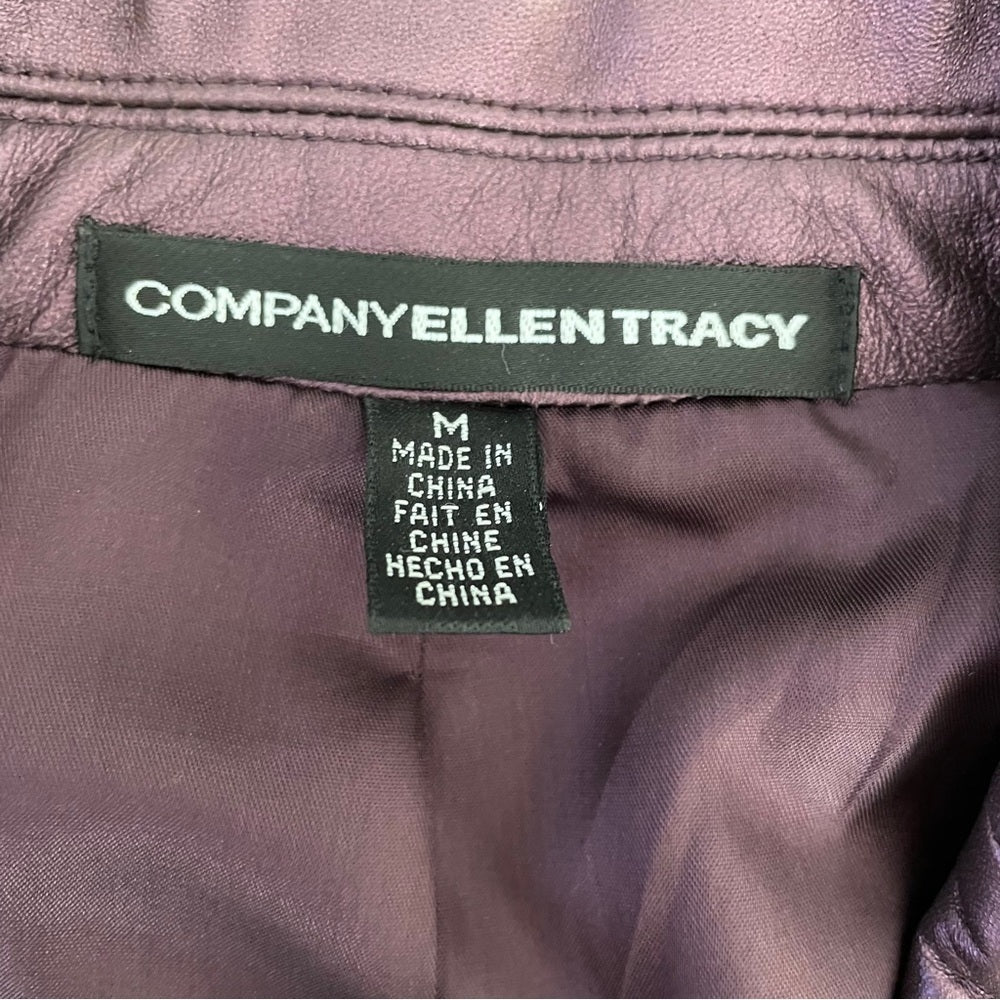 COMPANYELLENTRACY
M
MADE IN
CHINA
FAIT EN
CHINE
HECHO EN
CHINA